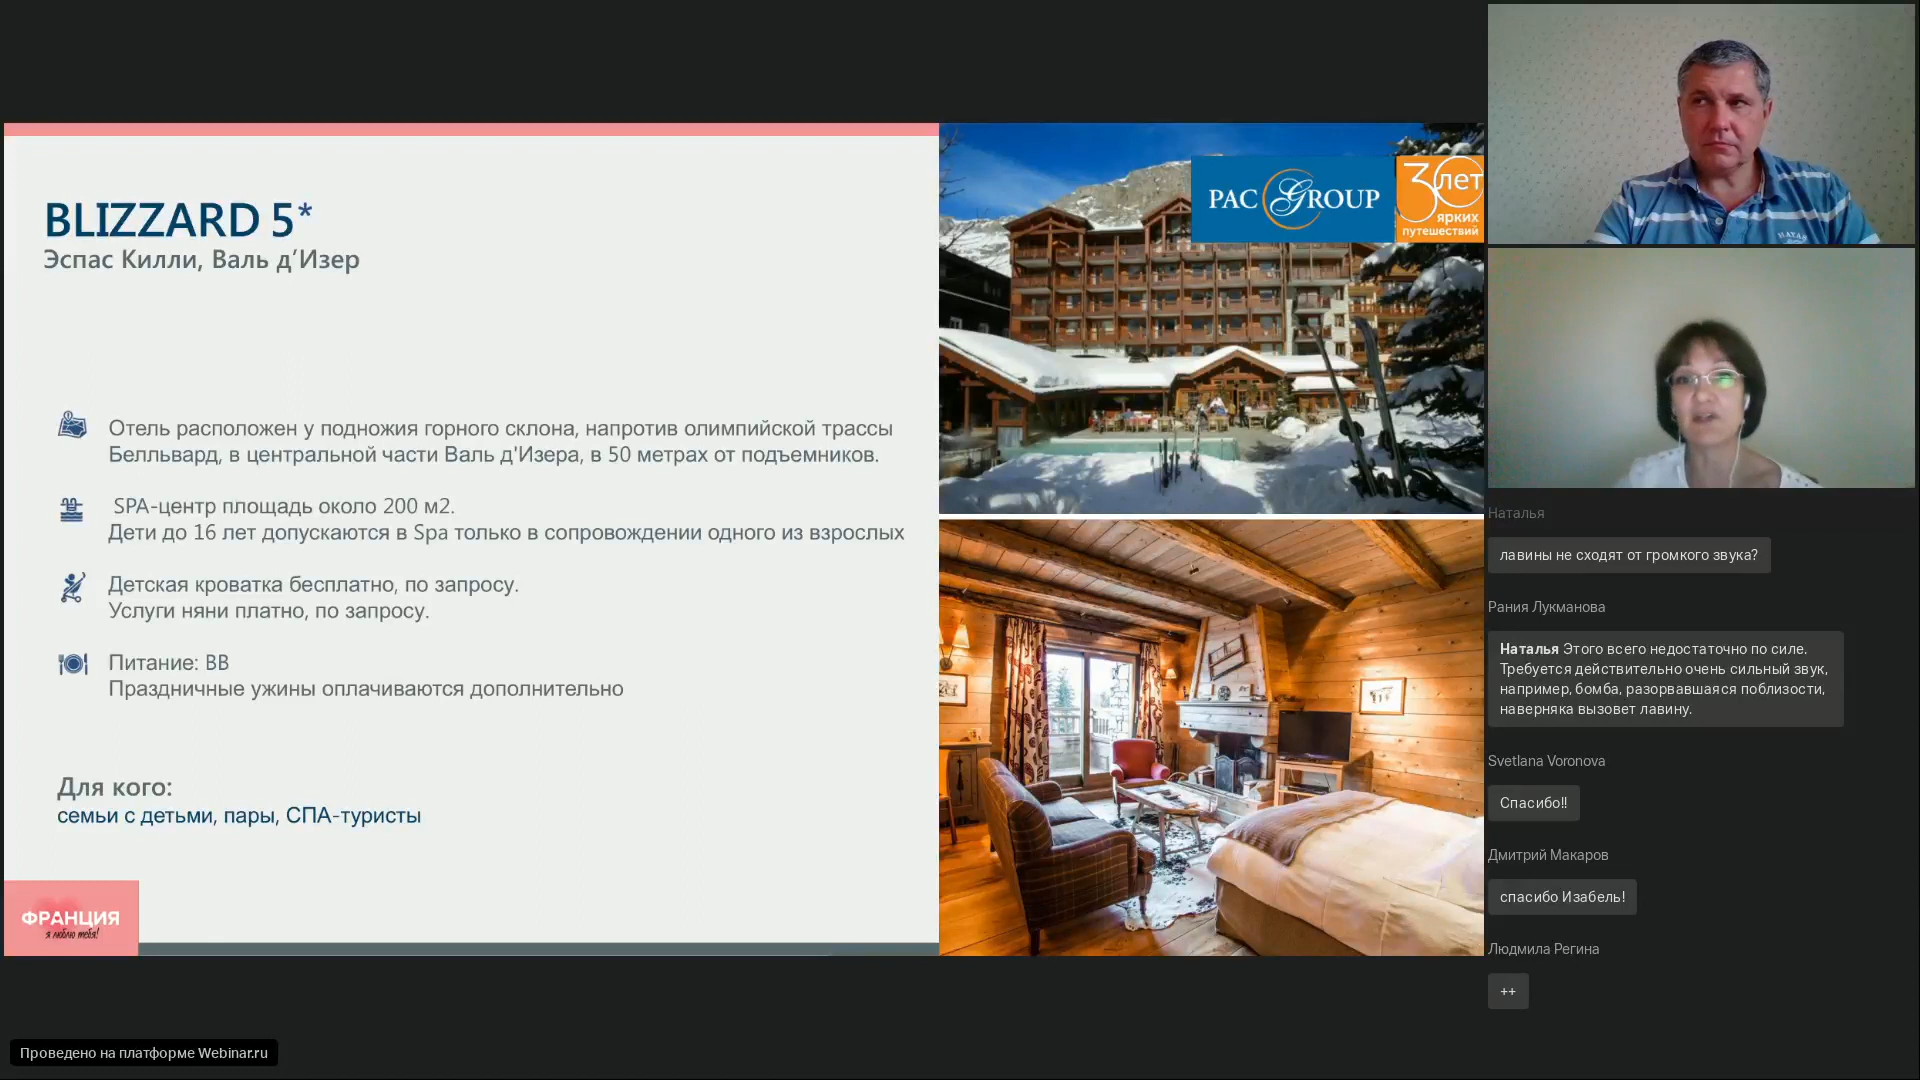 BLIZZARD 5*
Эспас Килли, Валь д’Изер
Отель расположен у подножия горного склона, напротив олимпийской трассы
Белльвард, в центральной части Валь д'Изера, в 50 метрах от подъемников.
SPA-центр площадь около 200 м2.
Дети до 16 лет допускаются в Spa только в сопровождении одного из взрослых
Детская кроватка бесплатно, по запросу.
Услуги няни платно, по запросу.
Питание: BB
Праздничные ужины оплачиваются дополнительно
Для кого:
семьи с детьми, пары, СПА-туристы
ФРАНЦИЯ
я люблю тебя!
PAC GROUP
30 лет
ярких
путешествий
Наталья
лавины не сходят от громкого звука?
Рания Лукманова
Наталья Этого всего недостаточно по силе.
Требуется действительно очень сильный звук,
например, бомба, разорвавшаяся поблизости,
наверняка вызовет лавину.
Svetlana Voronova
Спасибо!!
Дмитрий Макаров
спасибо Изабель!
Людмила Регина
++
Проведено на платформе Webinar.ru